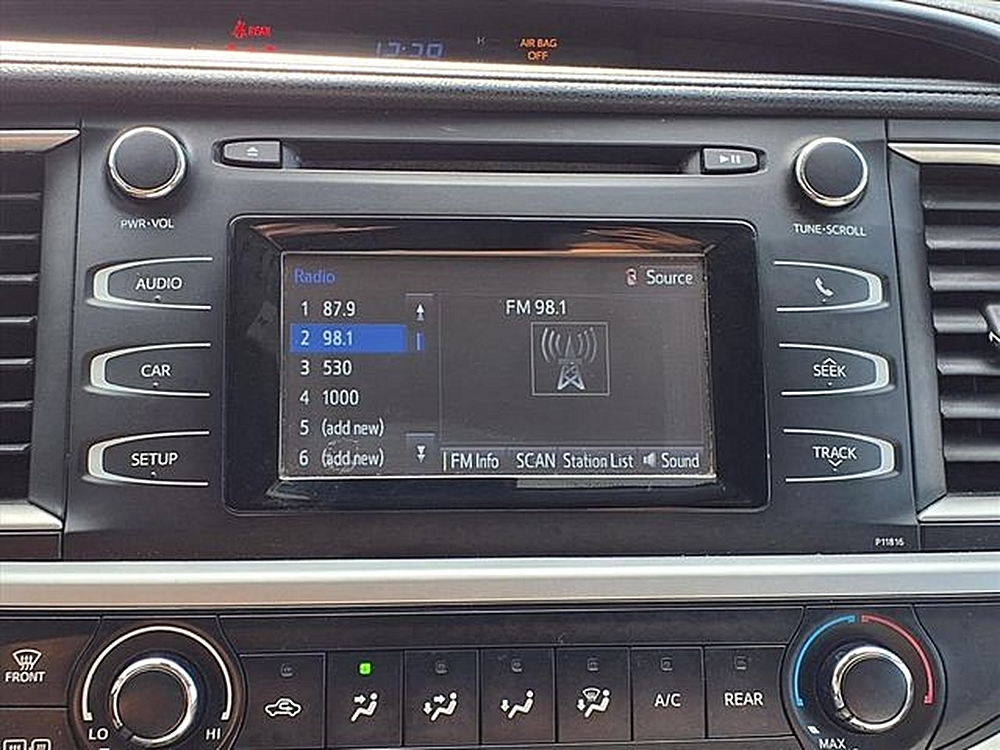 REAR
AIR BAG
OFF
PWR•VOL
TUNE•SCROLL
AUDIO
CAR
SETUP
Radio
Source
1 87.9
2 98.1
3 530
4 1000
5 (add new)
6 (add new)
FM 98.1
FM Info SCAN Station List Sound
SEEK
TRACK
P11816
FRONT
LO
HI
A/C
REAR
MAX